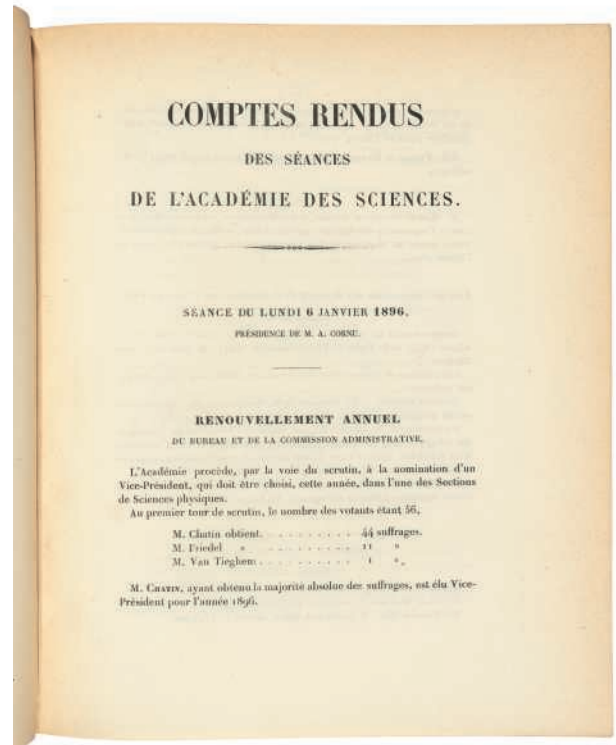 COMPTES RENDUS
DES SÉANCES
DE L'ACADÉMIE DES SCIENCES.
SÉANCE DU LUNDI 6 JANVIER 1896,
PRÉSIDENCE DE M. A. CORNU.
RENOUVELLEMENT ANNUEL
DU BUREAU ET DE LA COMMISSION ADMINISTRATIVE.
L'Académie procède, par la voie du scrutin, à la nomination d'un
Vice-Président, qui doit être choisi, cette année, dans l'une des Sections
de Sciences physiques.
Au premier tour de scrutin, le nombre des votants étant 56,
M. Chatin obtient. . . . . . . . . . 44 suffrages.
M. Friedel » . . . . . . . . . 11 »
M. Van Tieghem . . . . . . . . . . 1 ».
M. CHATIN, ayant obtenu la majorité absolue des suffrages, est élu Vice-
Président pour l'année 1896.